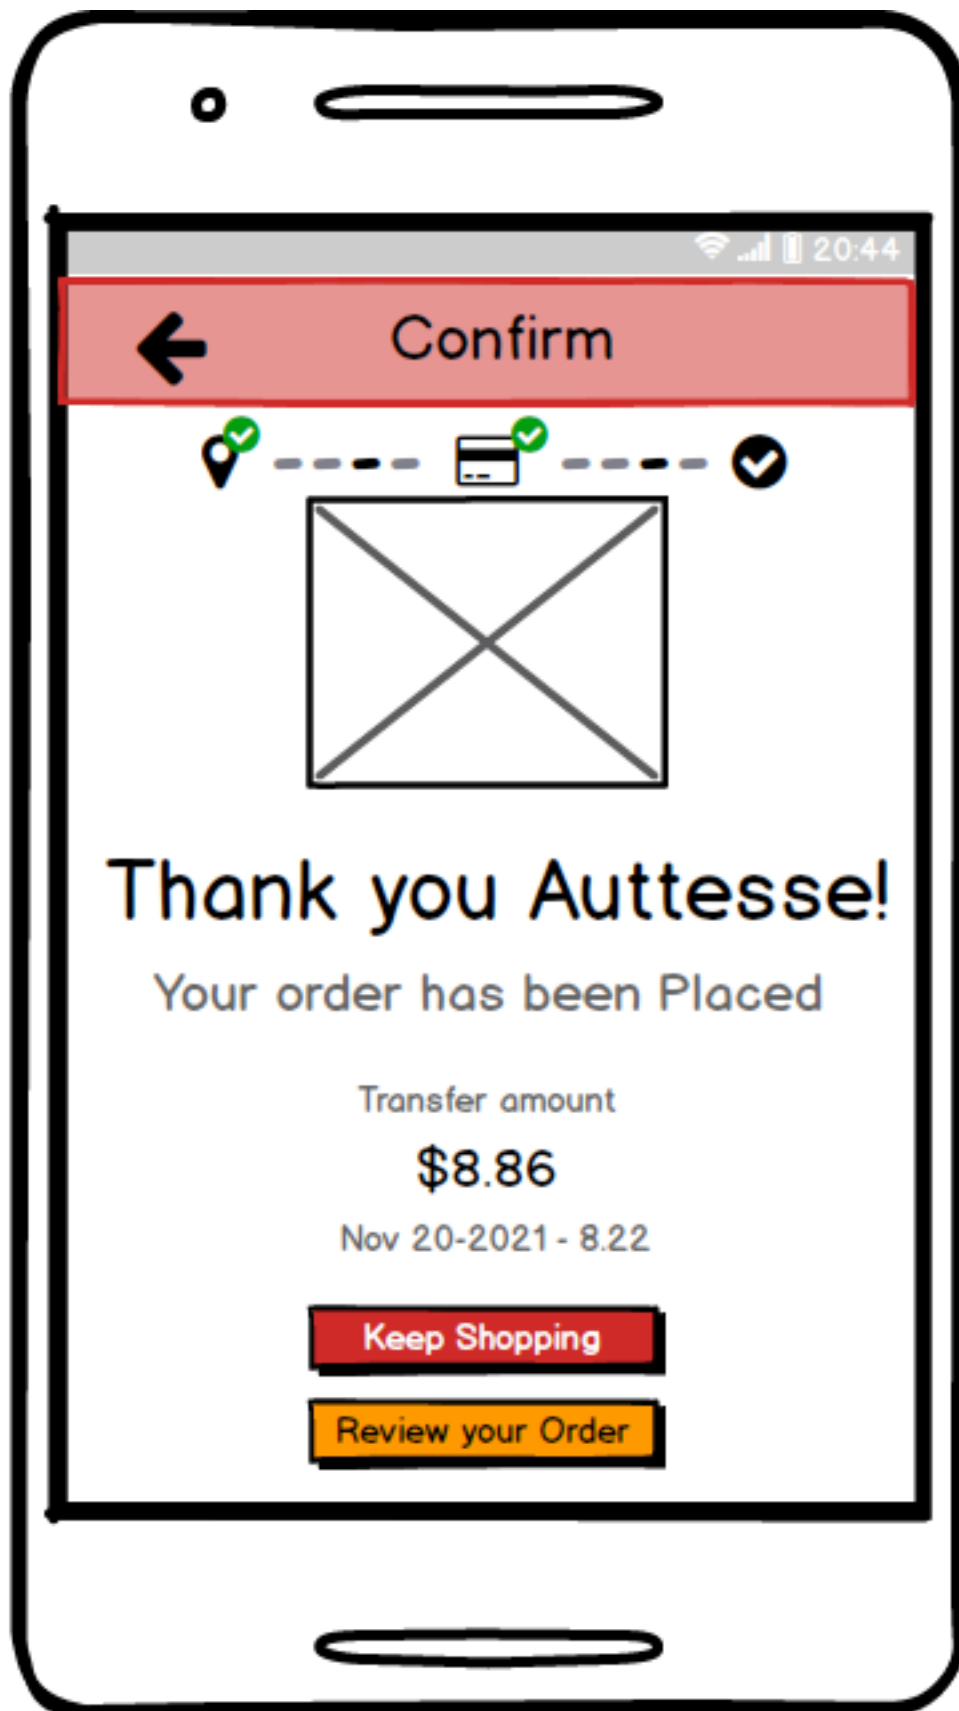 20:44
Confirm
Thank you Auttesse!
Your order has been Placed
Transfer amount
$8.86
Nov 20-2021 - 8.22
Keep Shopping
Review your Order